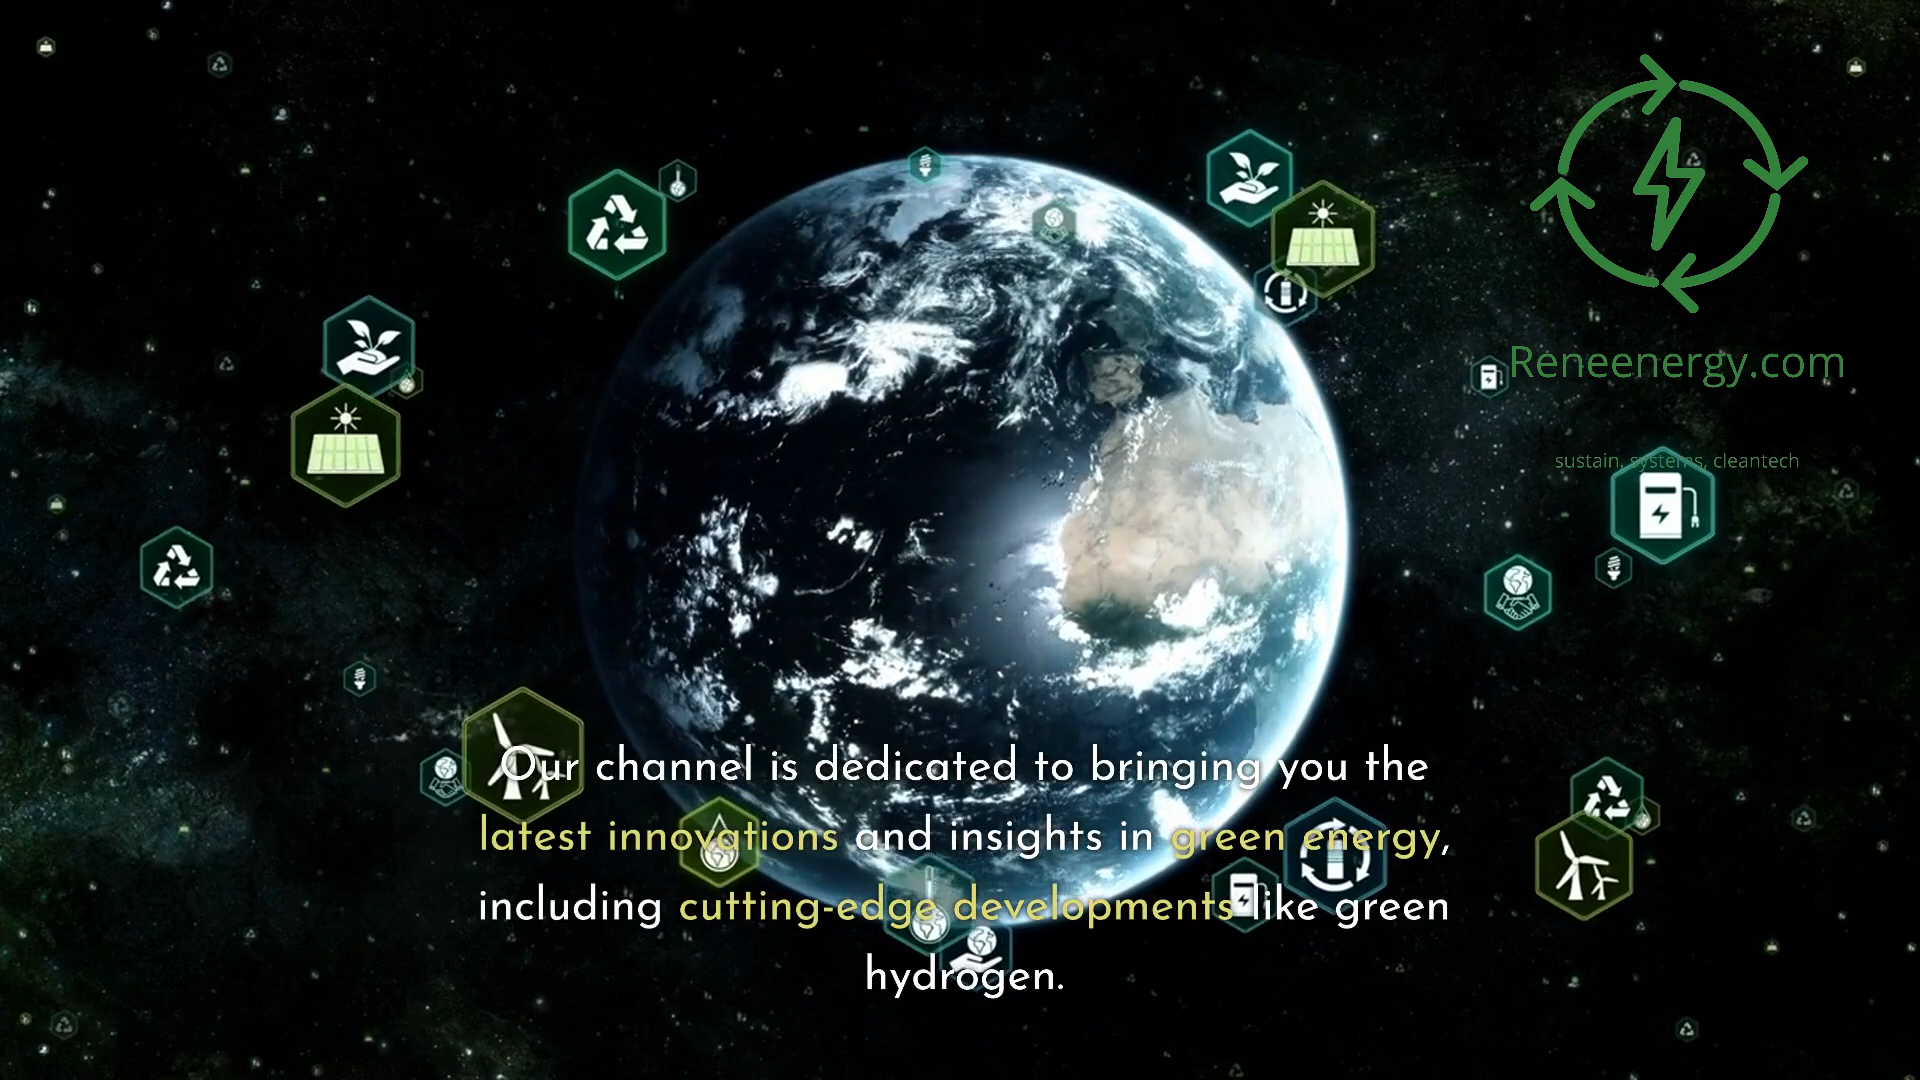 Reneenergy.com
sustain, systems, cleantech
Our channel is dedicated to bringing you the
latest innovations and insights in green energy,
including cutting-edge developments like green
hydrogen.